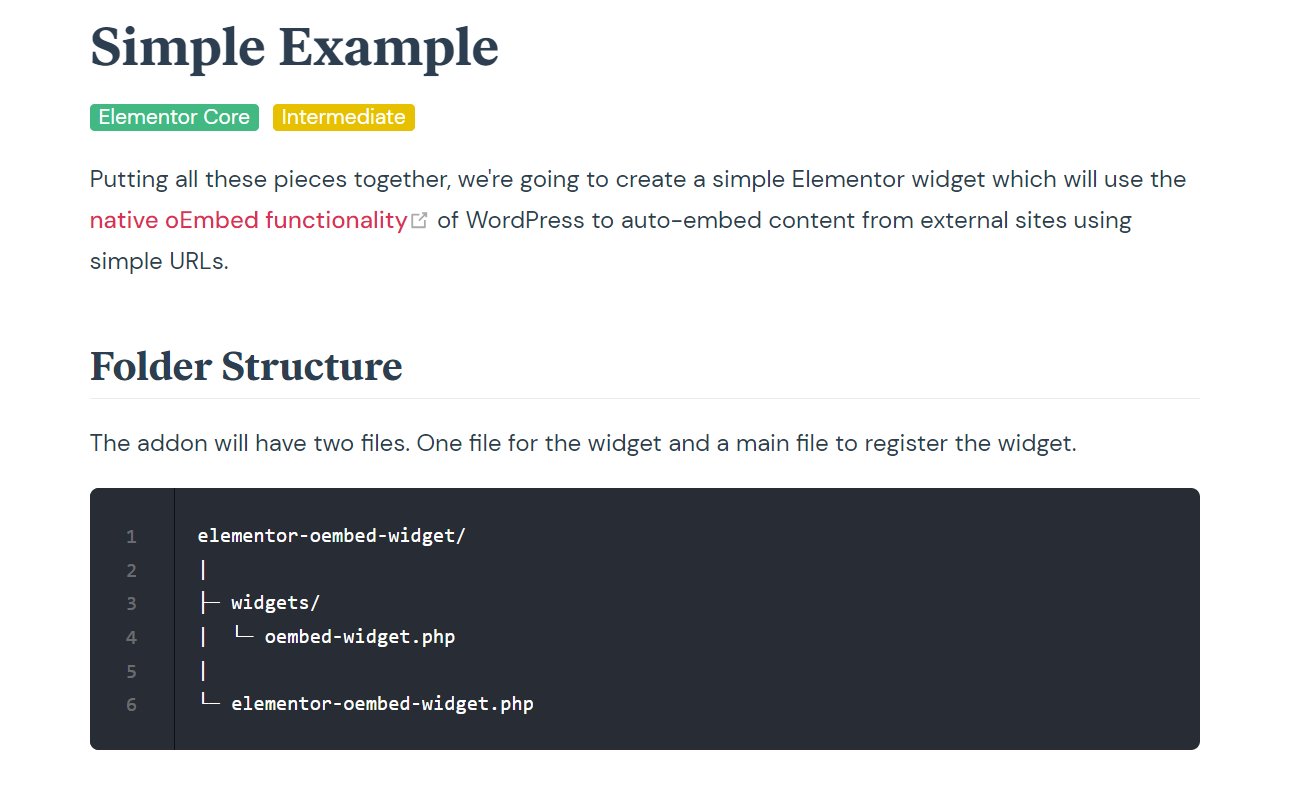 Simple Example
Elementor Core Intermediate
Putting all these pieces together, we're going to create a simple Elementor widget which will use the
native oEmbed functionality of WordPress to auto-embed content from external sites using
simple URLs.
Folder Structure
The addon will have two files. One file for the widget and a main file to register the widget.
1 elementor-oembed-widget/
2 |
3 ├─ widgets/
4 |  └─ oembed-widget.php
5 |
6 └─ elementor-oembed-widget.php